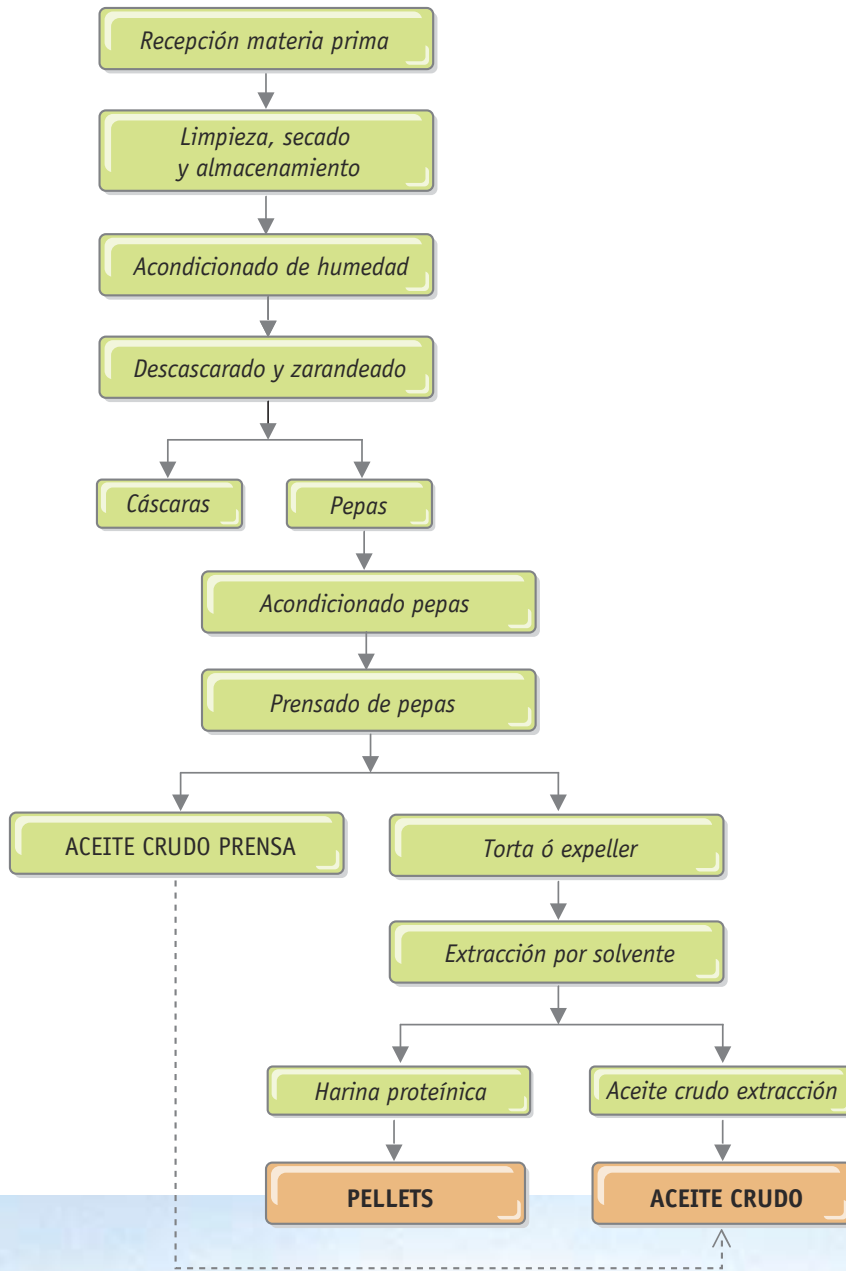 Recepción materia prima
Limpieza, secado
y almacenamiento
Acondicionado de humedad
Descascarado y zarandeado
Cáscaras
Pepas
Acondicionado pepas
Prensado de pepas
ACEITE CRUDO PRENSA
Torta ó expeller
Extracción por solvente
Harina proteínica
Aceite crudo extracción
PELLETS
ACEITE CRUDO